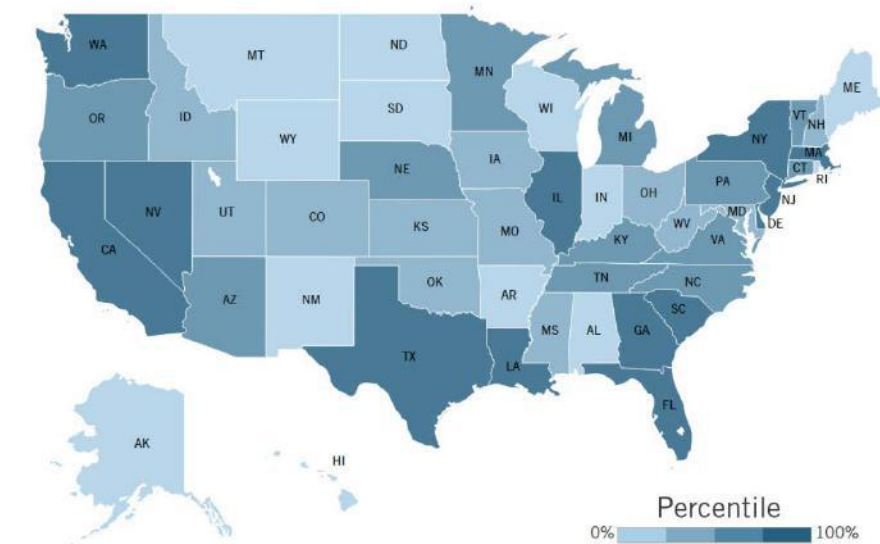 WA
MT
ND
MN
ME
OR
ID
SD
WI
VT
NH
WY
MI
NY
MA
CT
RI
IA
NE
PA
NJ
NV
IL
IN
OH
MD
DE
UT
CO
KS
MO
WV
VA
CA
KY
OK
TN
NC
AZ
NM
AR
SC
MS
AL
GA
TX
LA
FL
AK
HI
Percentile
0% 100%